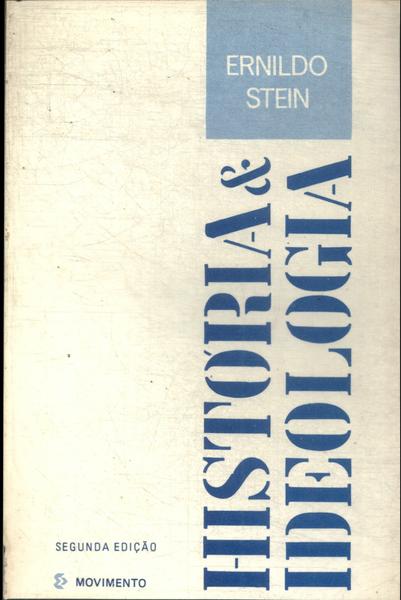 ERNILDO
STEIN
HISTÓRIA &
IDEOLOGIA
SEGUNDA EDIÇÃO
MOVIMENTO